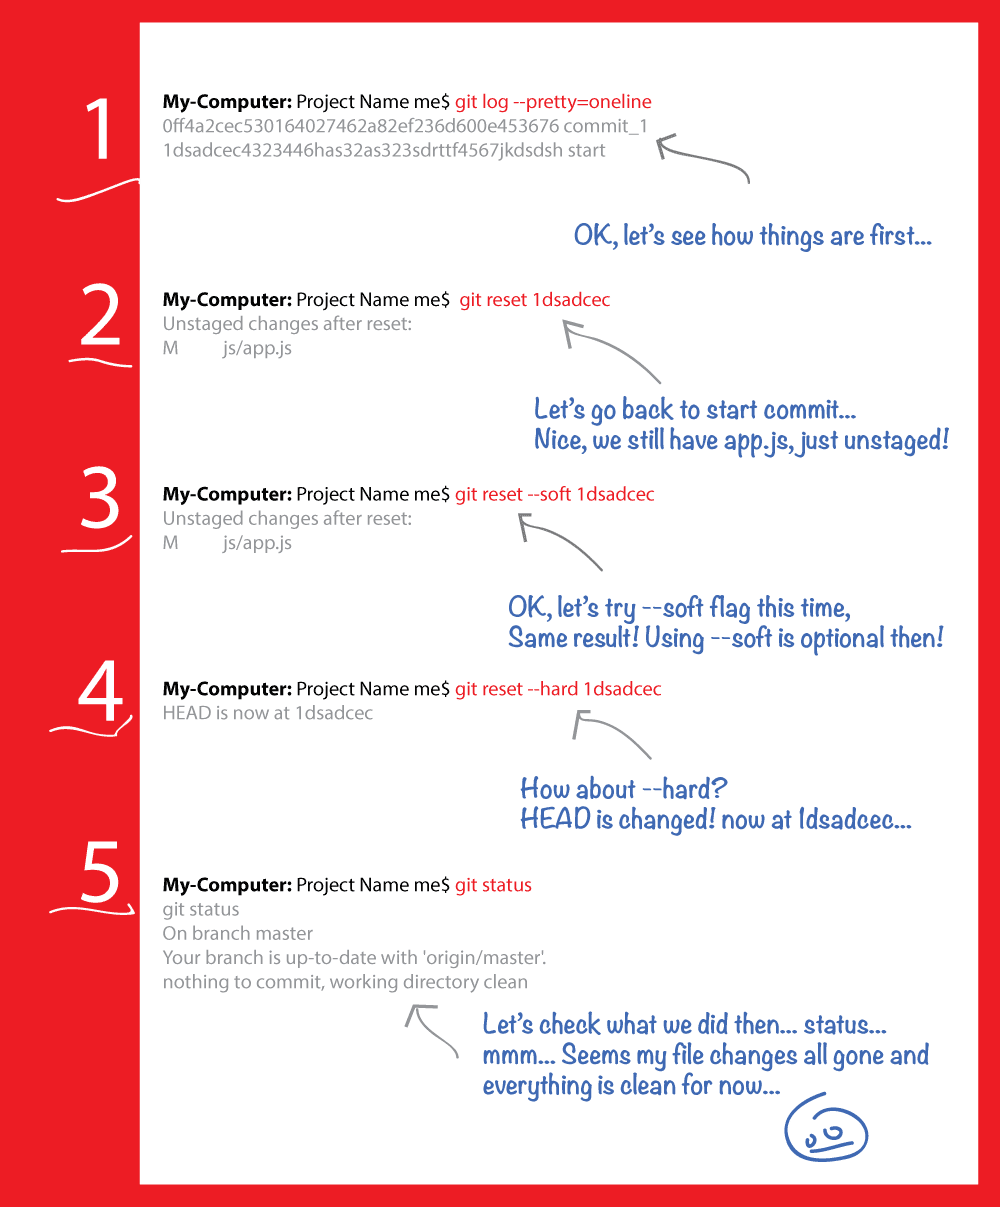 1
My-Computer: Project Name me$ git log --pretty=oneline
0ff4a2cec530164027462a82ef236d600e453676 commit_1
1dsadcec4323446has32as323sdrttf4567jkdsdsh start
OK, let's see how things are first...
2
My-Computer: Project Name me$ git reset 1dsadcec
Unstaged changes after reset:
M js/app.js
Let's go back to start commit...
Nice, we still have app.js, just unstaged!
3
My-Computer: Project Name me$ git reset --soft 1dsadcec
Unstaged changes after reset:
M js/app.js
OK, let's try --soft flag this time,
Same result! Using --soft is optional then!
4
My-Computer: Project Name me$ git reset --hard 1dsadcec
HEAD is now at 1dsadcec
How about --hard?
HEAD is changed! now at 1dsadcec...
5
My-Computer: Project Name me$ git status
git status
On branch master
Your branch is up-to-date with 'origin/master'.
nothing to commit, working directory clean
Let's check what we did then... status...
mmm... Seems my file changes all gone and
everything is clean for now...